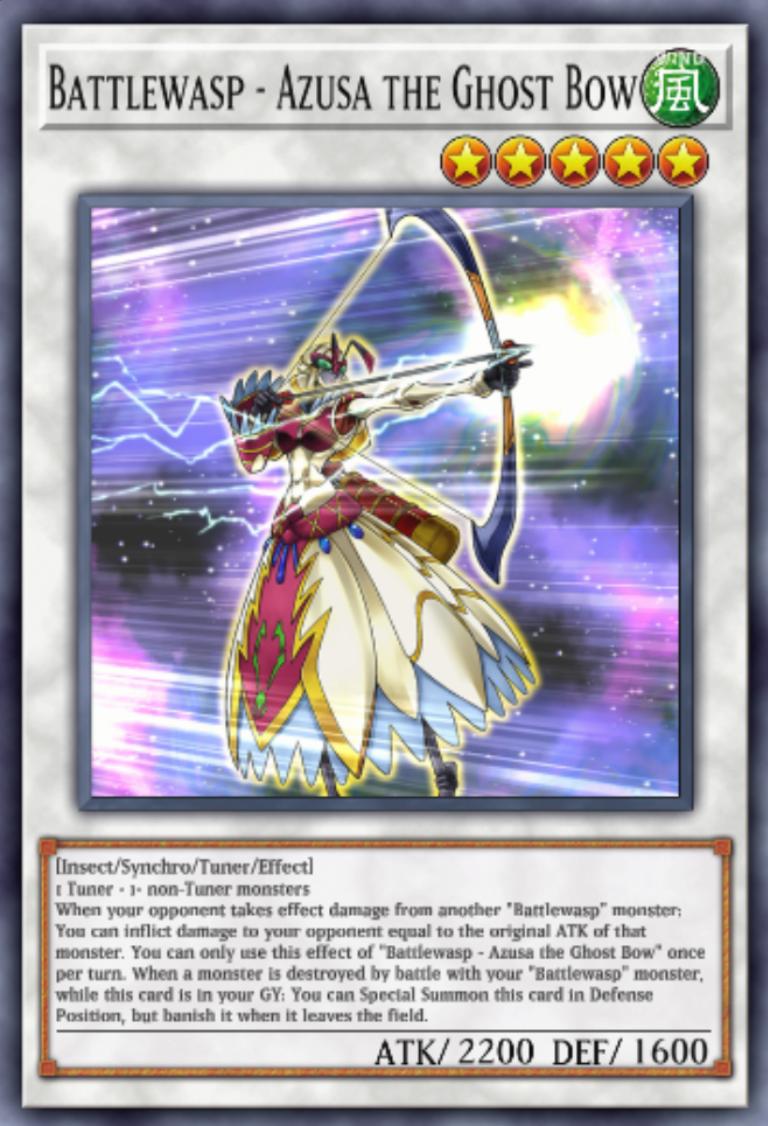 BATTLEWASP - AZUSA THE GHOST BOW
WIND
風
[Insect/Synchro/Tuner/Effect]
1 Tuner - 1- non-Tuner monsters
When your opponent takes effect damage from another "Battlewasp" monster:
You can inflict damage to your opponent equal to the original ATK of that
monster. You can only use this effect of "Battlewasp - Azusa the Ghost Bow" once
per turn. When a monster is destroyed by battle with your "Battlewasp" monster,
while this card is in your GY: You can Special Summon this card in Defense
Position, but banish it when it leaves the field.
ATK/ 2200 DEF/ 1600